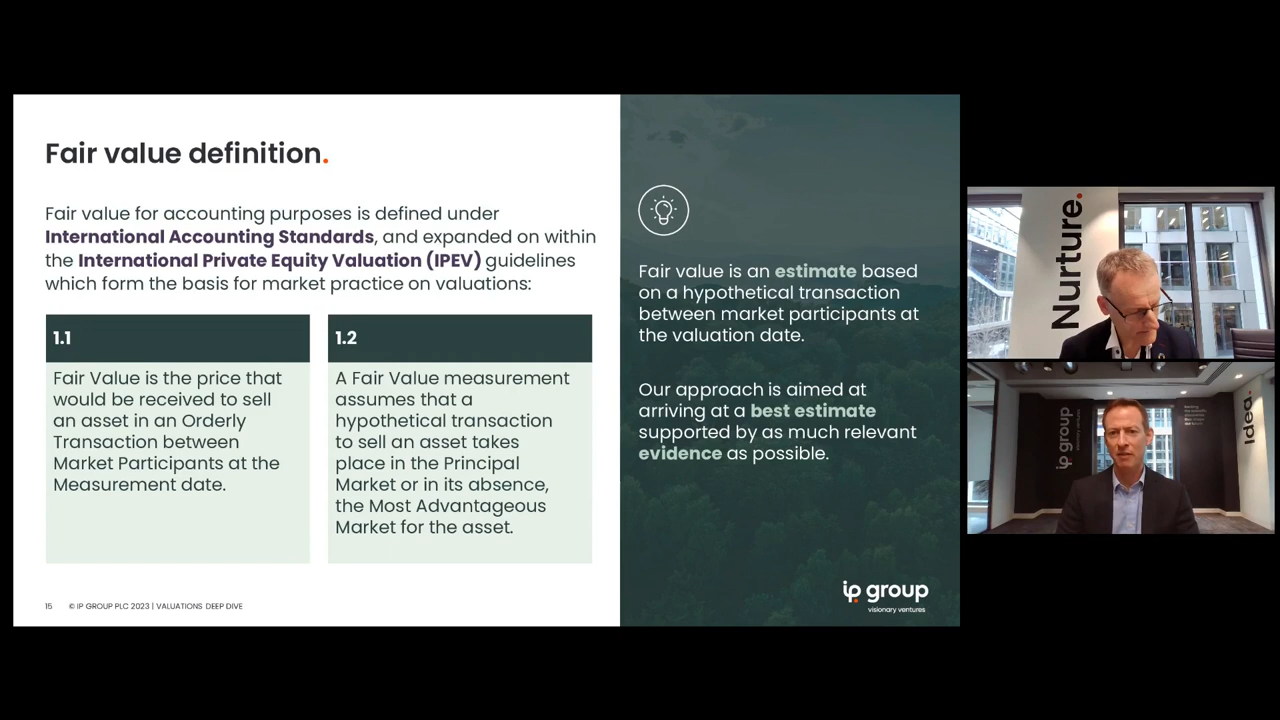 Fair value definition.
Fair value for accounting purposes is defined under
International Accounting Standards, and expanded on within
the International Private Equity Valuation (IPEV) guidelines
which form the basis for market practice on valuations:
1.1
Fair Value is the price that
would be received to sell
an asset in an Orderly
Transaction between
Market Participants at the
Measurement date.
1.2
A Fair Value measurement
assumes that a
hypothetical transaction
to sell an asset takes
place in the Principal
Market or in its absence,
the Most Advantageous
Market for the asset.
15 © IP GROUP PLC 2023 | VALUATIONS DEEP DIVE
Fair value is an estimate based
on a hypothetical transaction
between market participants at
the valuation date.
Our approach is aimed at
arriving at a best estimate
supported by as much relevant
evidence as possible.
ip group
visionary ventures
Nurture.
ip group
Idea.